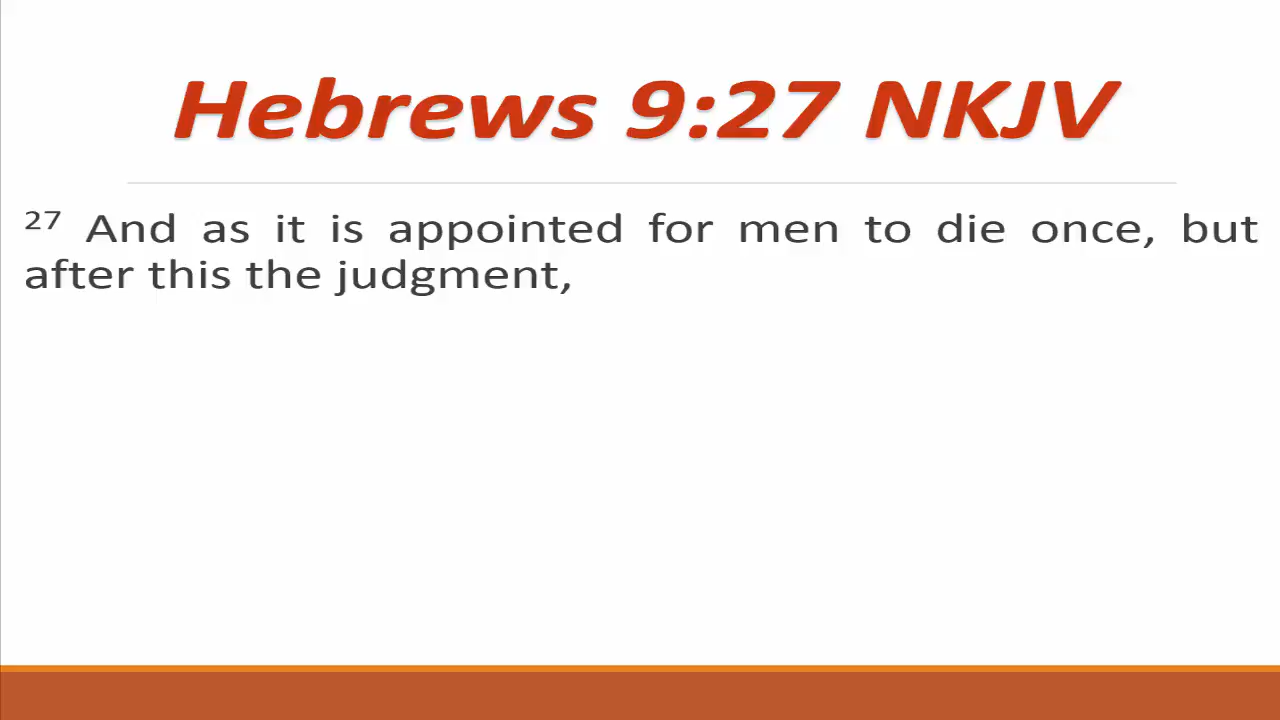 Hebrews 9:27 NKJV
27 And as it is appointed for men to die once, but
after this the judgment,